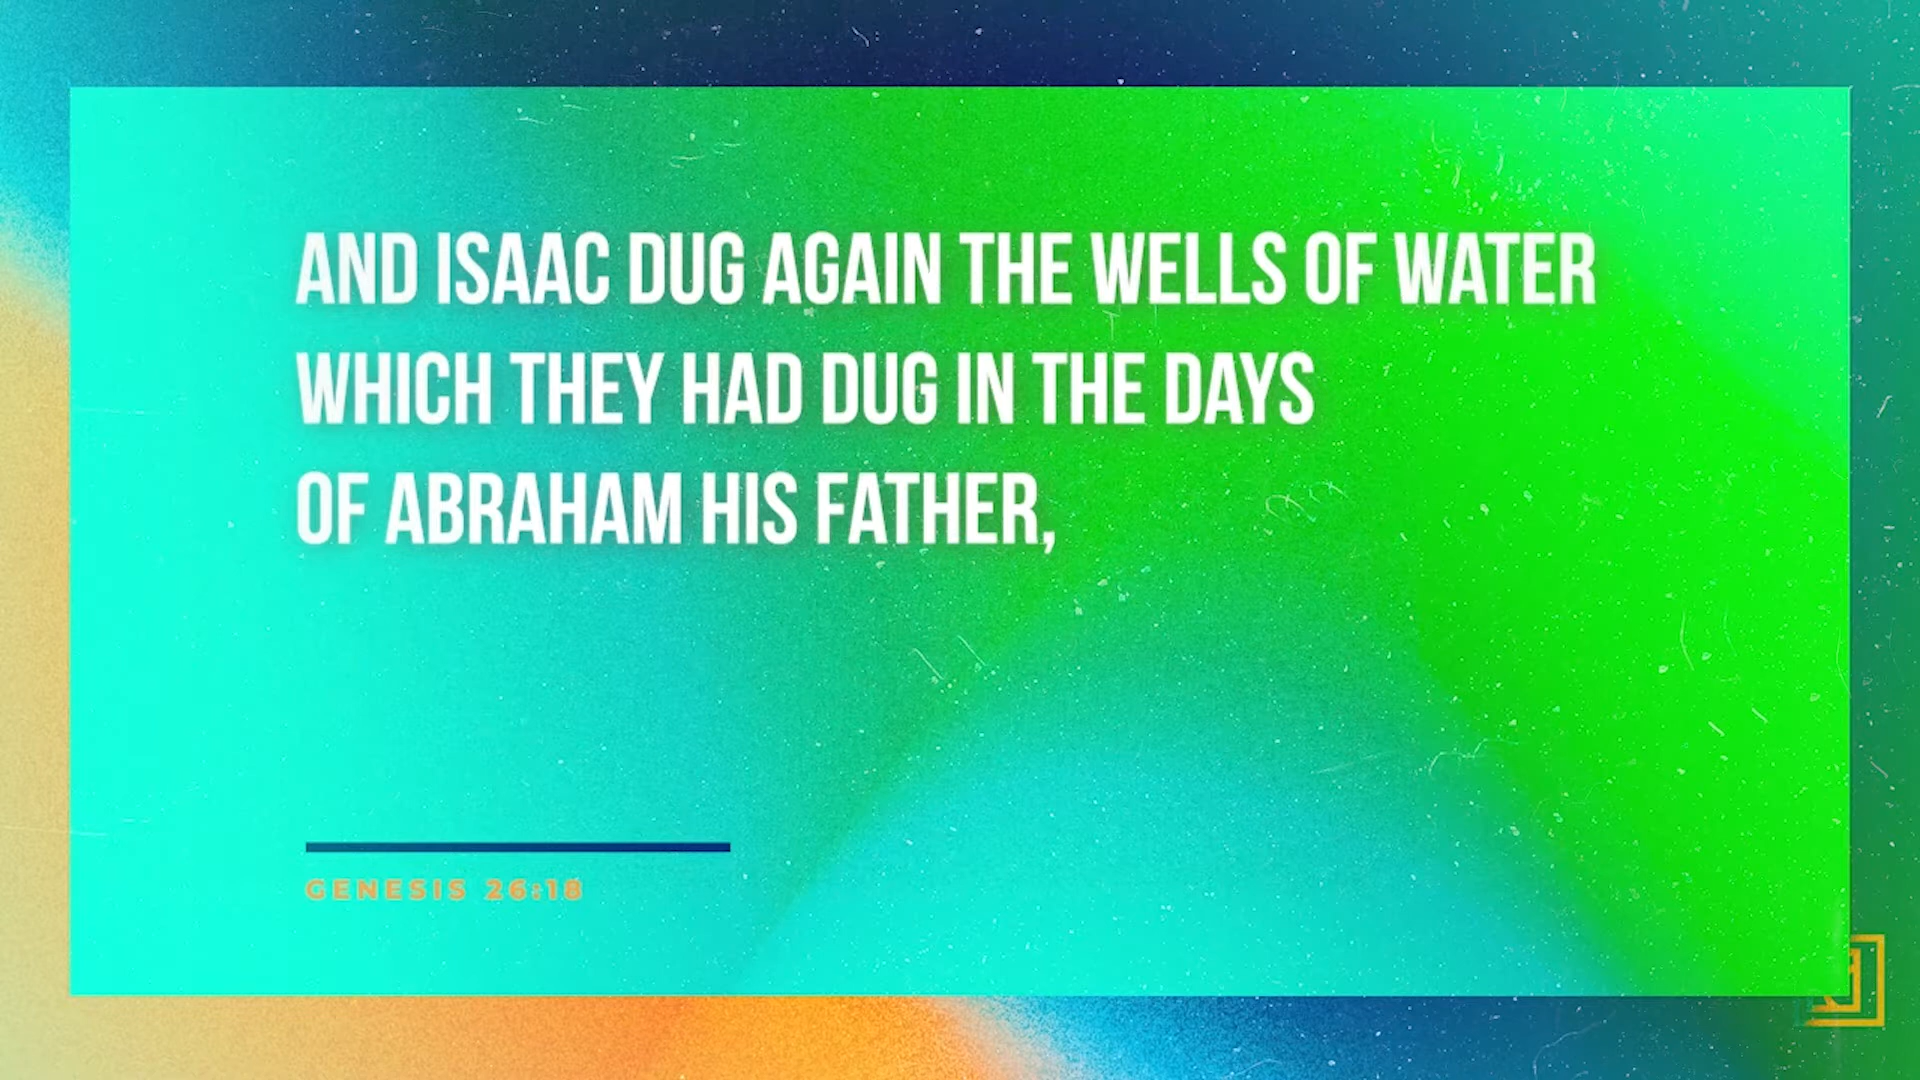 AND ISAAC DUG AGAIN THE WELLS OF WATER
WHICH THEY HAD DUG IN THE DAYS
OF ABRAHAM HIS FATHER,
GENESIS 26:18